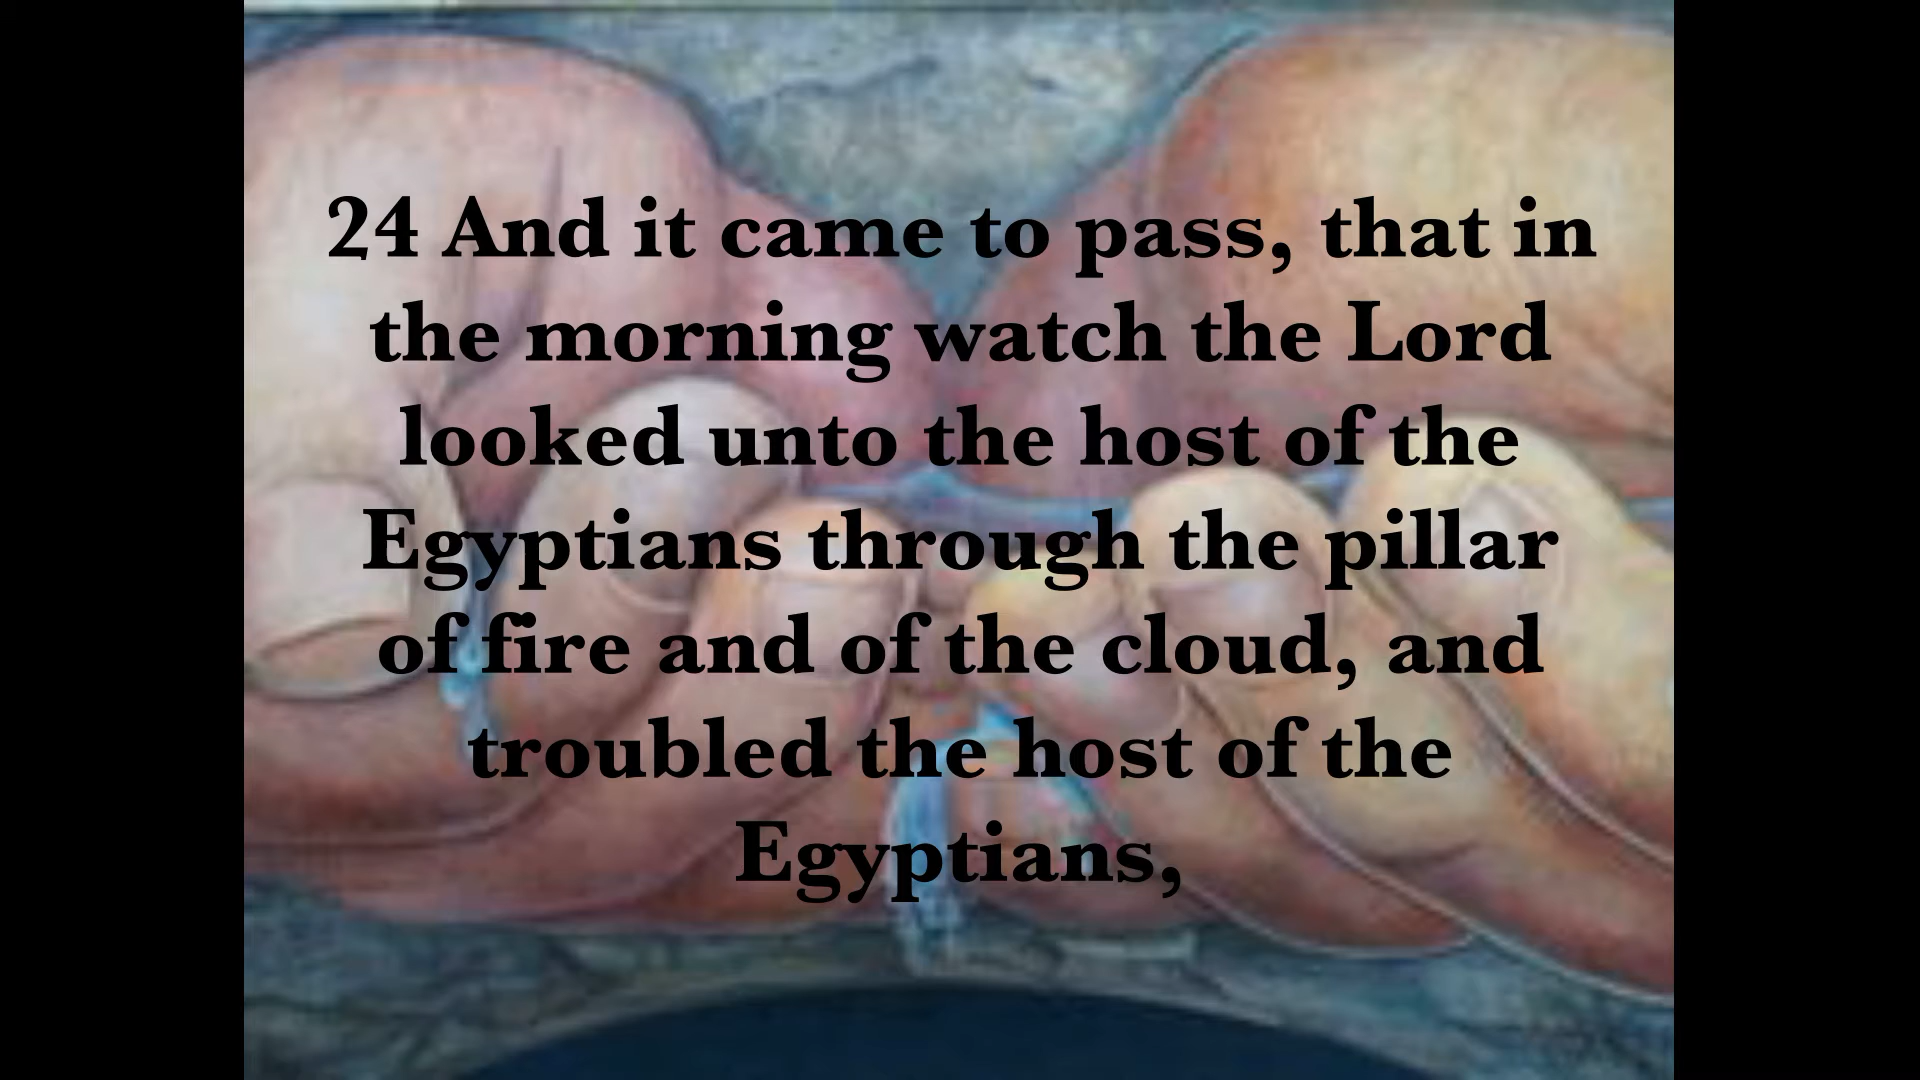 24 And it came to pass, that in
the morning watch the Lord
looked unto the host of the
Egyptians through the pillar
of fire and of the cloud, and
troubled the host of the
Egyptians,